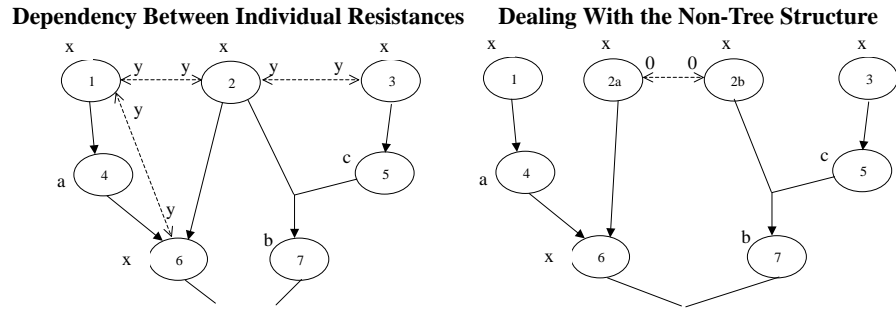 Dependency Between Individual Resistances
Dealing With the Non-Tree Structure
x x x
1 y y 2 y y 3
y
a 4 c 5
y
x 6 b 7
x x x x
1 2a 0 0 2b 3
a 4 c 5
x 6 b 7